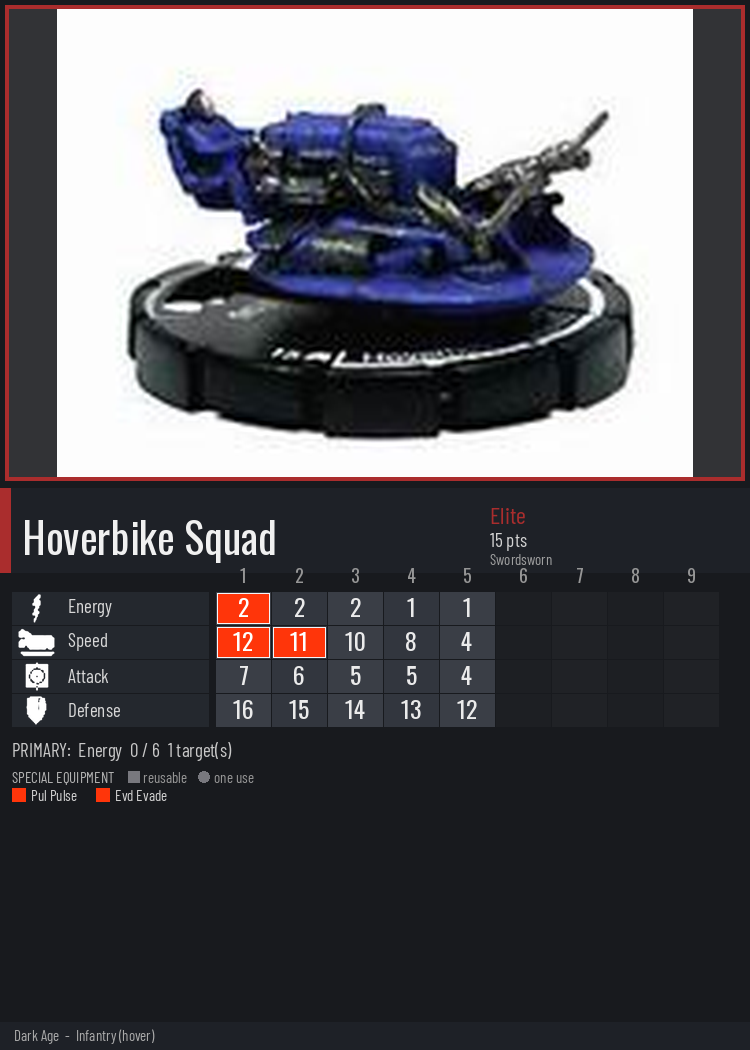 Hoverbike Squad
Elite
15 pts
Swordsworn
1 2 3 4 5 6 7 8 9
Energy 2 2 2 1 1
Speed 12 11 10 8 4
Attack 7 6 5 5 4
Defense 16 15 14 13 12
PRIMARY: Energy 0 / 6 1 target(s)
SPECIAL EQUIPMENT reusable one use
Pul Pulse Evd Evade
Dark Age - Infantry (hover)